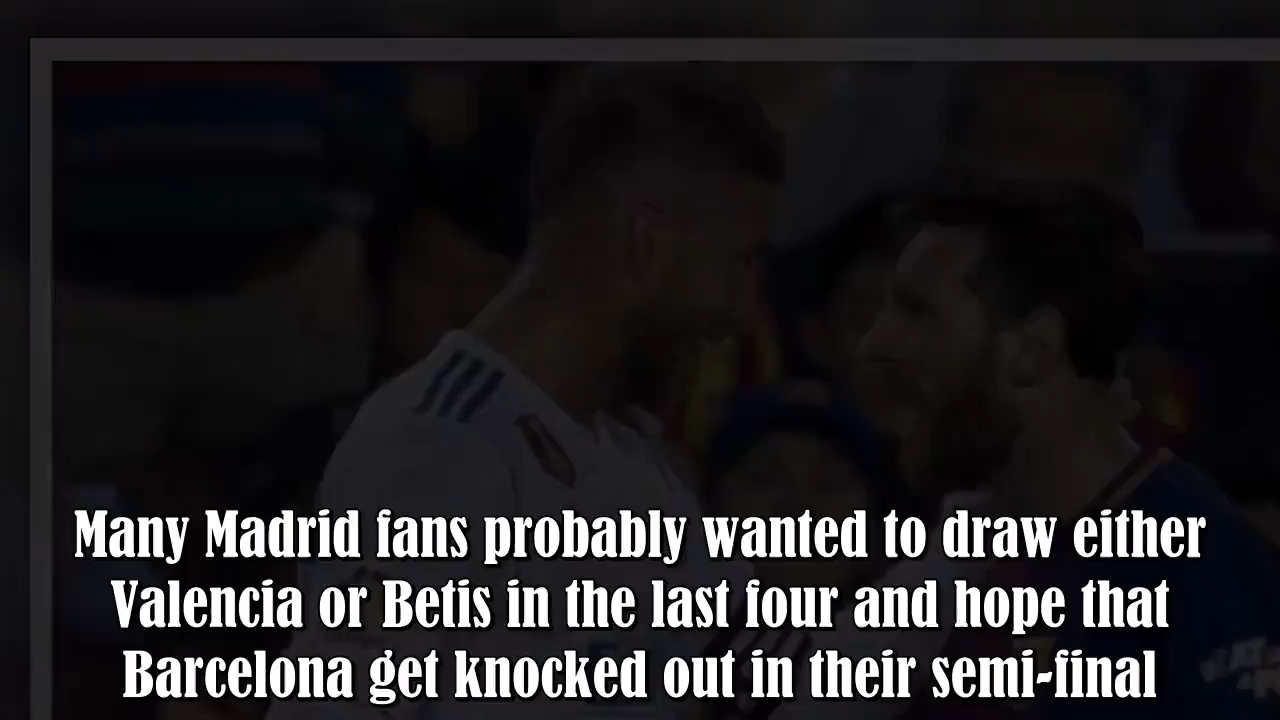 Many Madrid fans probably wanted to draw either
Valencia or Betis in the last four and hope that
Barcelona get knocked out in their semi-final